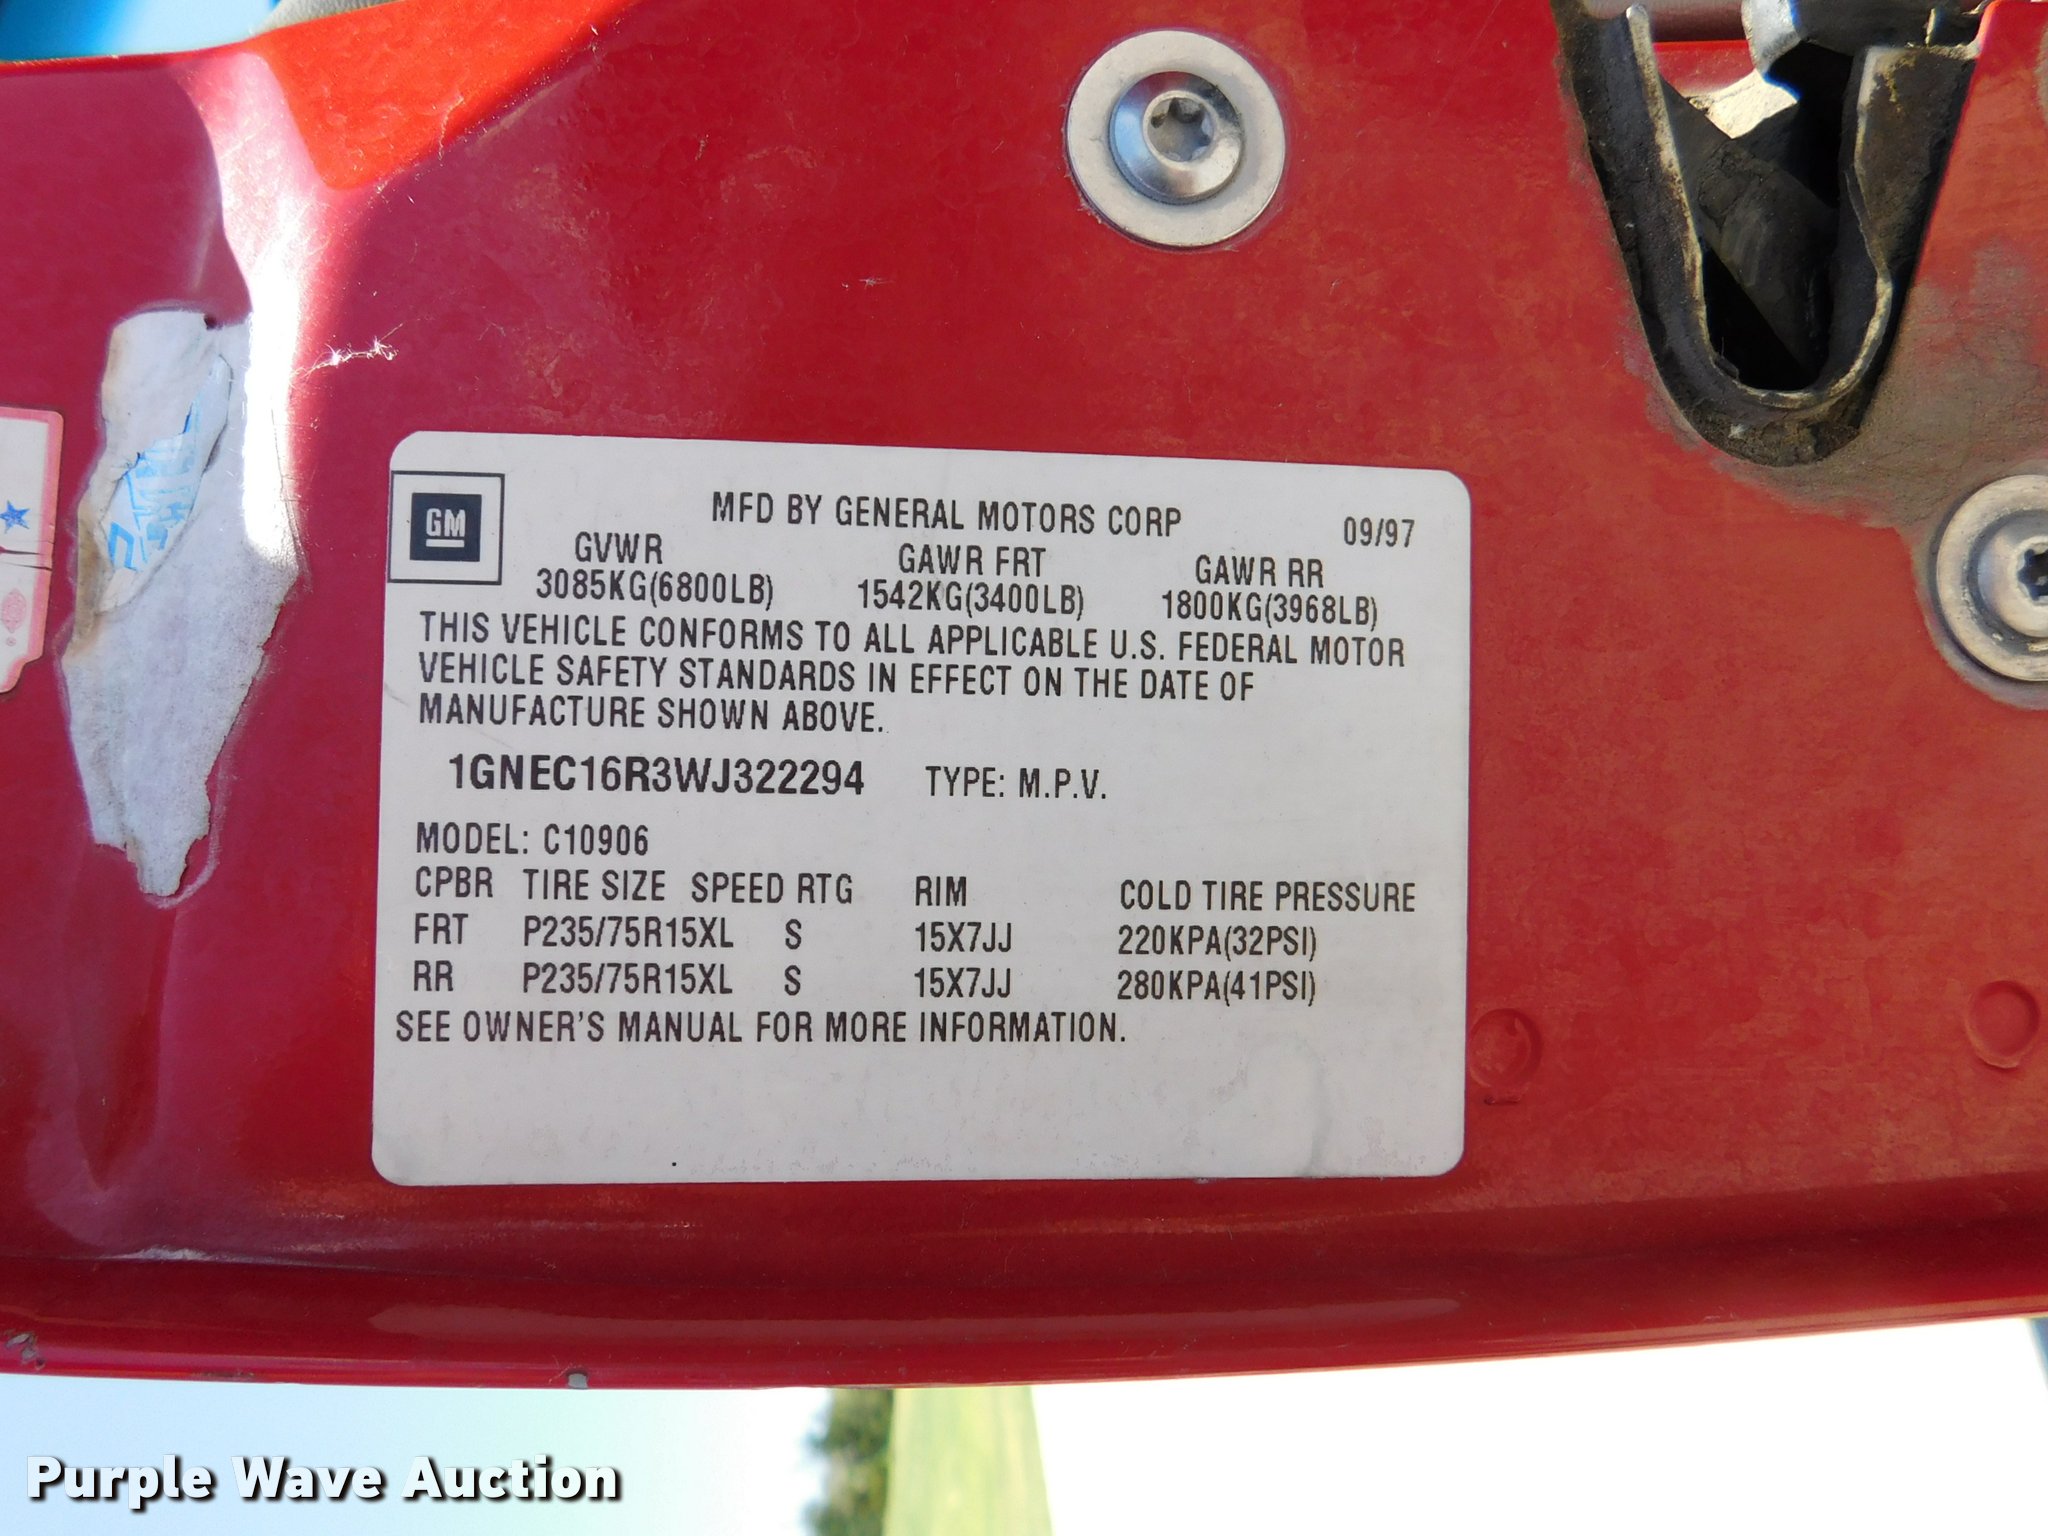 GM
MFD BY GENERAL MOTORS CORP 09/97
GVWR GAWR FRT GAWR RR
3085KG(6800LB) 1542KG(3400LB) 1800KG(3968LB)
THIS VEHICLE CONFORMS TO ALL APPLICABLE U.S. FEDERAL MOTOR
VEHICLE SAFETY STANDARDS IN EFFECT ON THE DATE OF
MANUFACTURE SHOWN ABOVE.
1GNEC16R3WJ322294 TYPE: M.P.V.
MODEL: C10906
CPBR TIRE SIZE SPEED RTG RIM COLD TIRE PRESSURE
FRT P235/75R15XL S 15X7JJ 220KPA(32PSI)
RR P235/75R15XL S 15X7JJ 280KPA(41PSI)
SEE OWNER'S MANUAL FOR MORE INFORMATION.
Purple Wave Auction